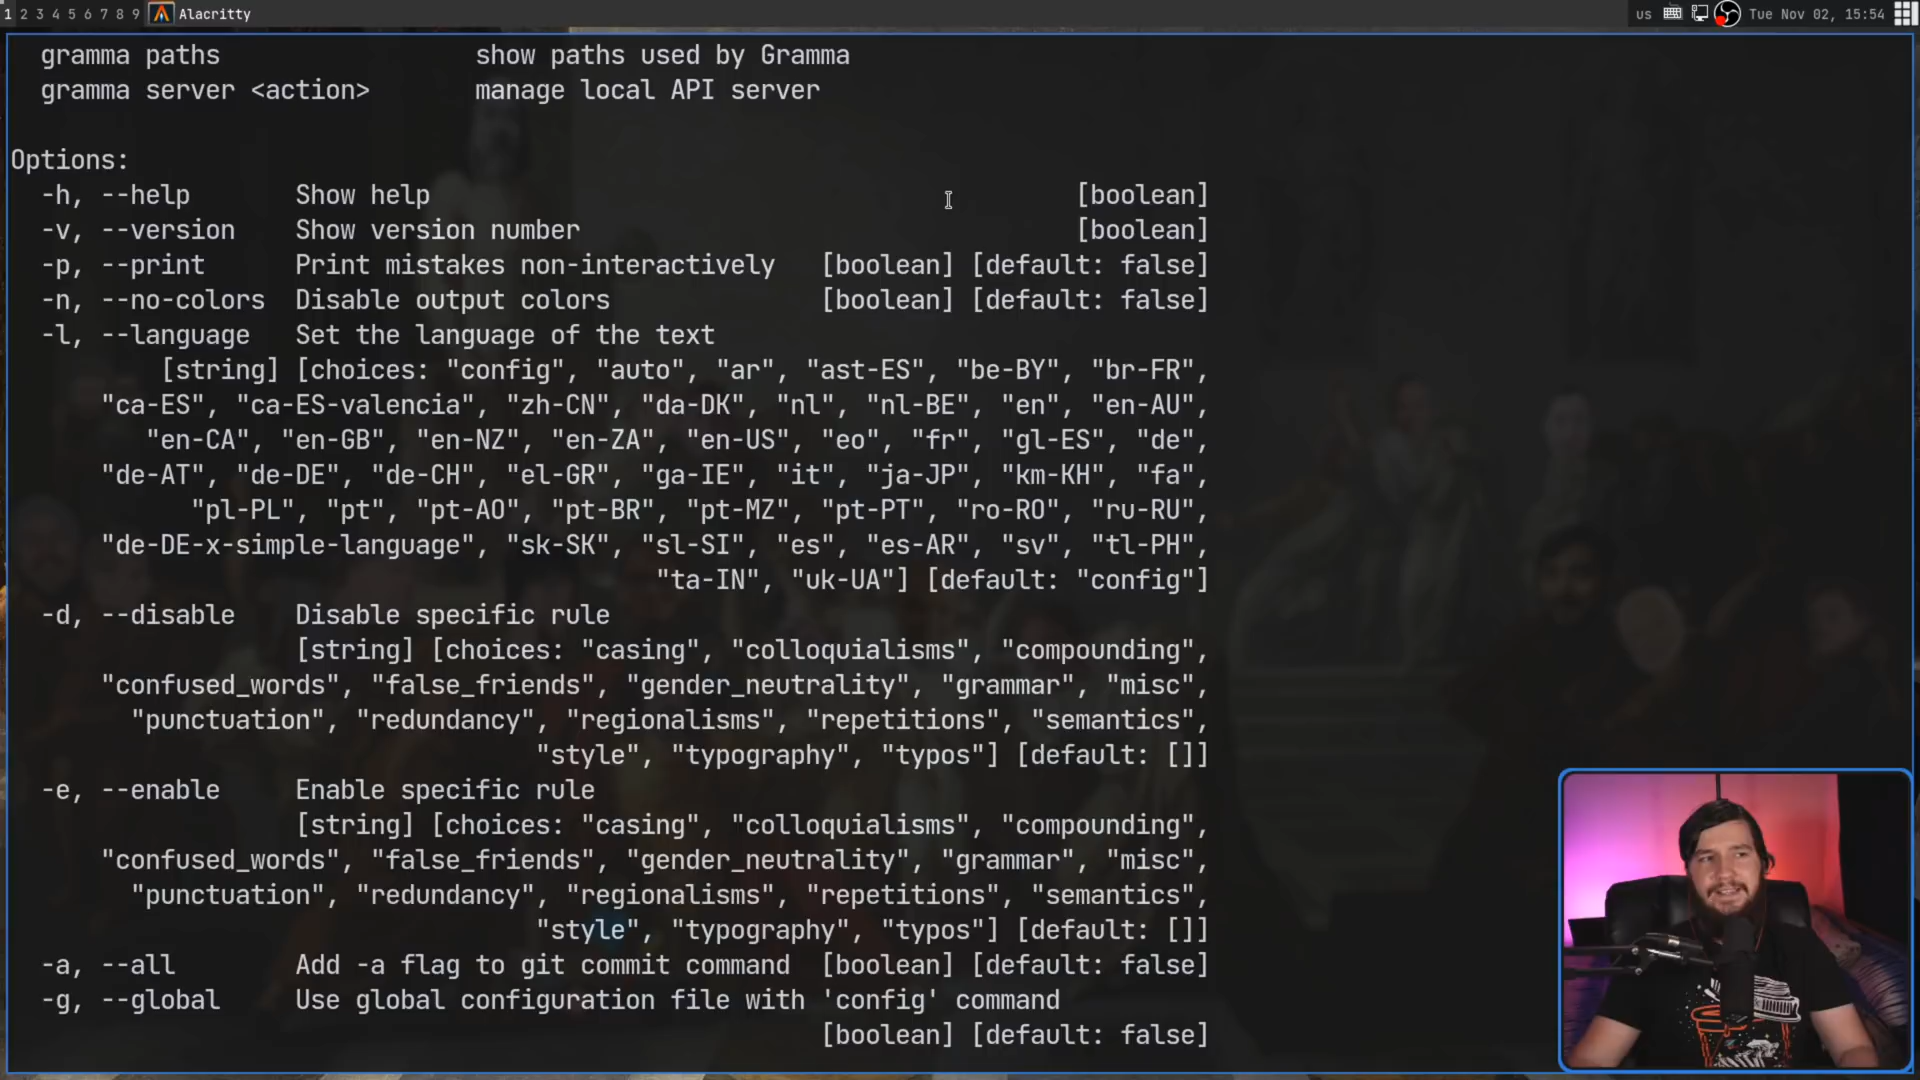 1 2 3 4 5 6 7 8 9 Alacritty us Tue Nov 02, 15:54
gramma paths show paths used by Gramma
gramma server <action> manage local API server
Options:
-h, --help Show help [boolean]
-v, --version Show version number [boolean]
-p, --print Print mistakes non-interactively [boolean] [default: false]
-n, --no-colors Disable output colors [boolean] [default: false]
-l, --language Set the language of the text
[string] [choices: "config", "auto", "ar", "ast-ES", "be-BY", "br-FR",
"ca-ES", "ca-ES-valencia", "zh-CN", "da-DK", "nl", "nl-BE", "en", "en-AU",
"en-CA", "en-GB", "en-NZ", "en-ZA", "en-US", "eo", "fr", "gl-ES", "de",
"de-AT", "de-DE", "de-CH", "el-GR", "ga-IE", "it", "ja-JP", "km-KH", "fa",
"pl-PL", "pt", "pt-AO", "pt-BR", "pt-MZ", "pt-PT", "ro-RO", "ru-RU",
"de-DE-x-simple-language", "sk-SK", "sl-SI", "es", "es-AR", "sv", "tl-PH",
"ta-IN", "uk-UA"] [default: "config"]
-d, --disable Disable specific rule
[string] [choices: "casing", "colloquialisms", "compounding",
"confused_words", "false_friends", "gender_neutrality", "grammar", "misc",
"punctuation", "redundancy", "regionalisms", "repetitions", "semantics",
"style", "typography", "typos"] [default: []]
-e, --enable Enable specific rule
[string] [choices: "casing", "colloquialisms", "compounding",
"confused_words", "false_friends", "gender_neutrality", "grammar", "misc",
"punctuation", "redundancy", "regionalisms", "repetitions", "semantics",
"style", "typography", "typos"] [default: []]
-a, --all Add -a flag to git commit command [boolean] [default: false]
-g, --global Use global configuration file with 'config' command
[boolean] [default: false]